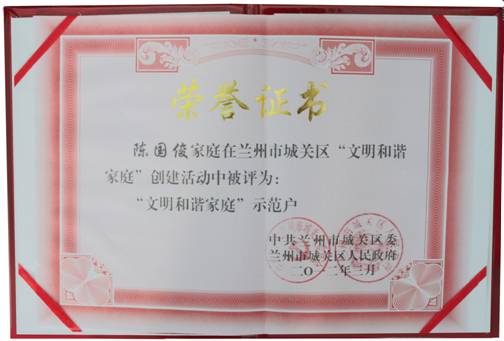 荣誉证书
陈国俊家庭在兰州市城关区“文明和谐
家庭”创建活动中被评为：
“文明和谐家庭”示范户
中共兰州市城关区委
兰州市城关区人民政府
二〇一二年三月